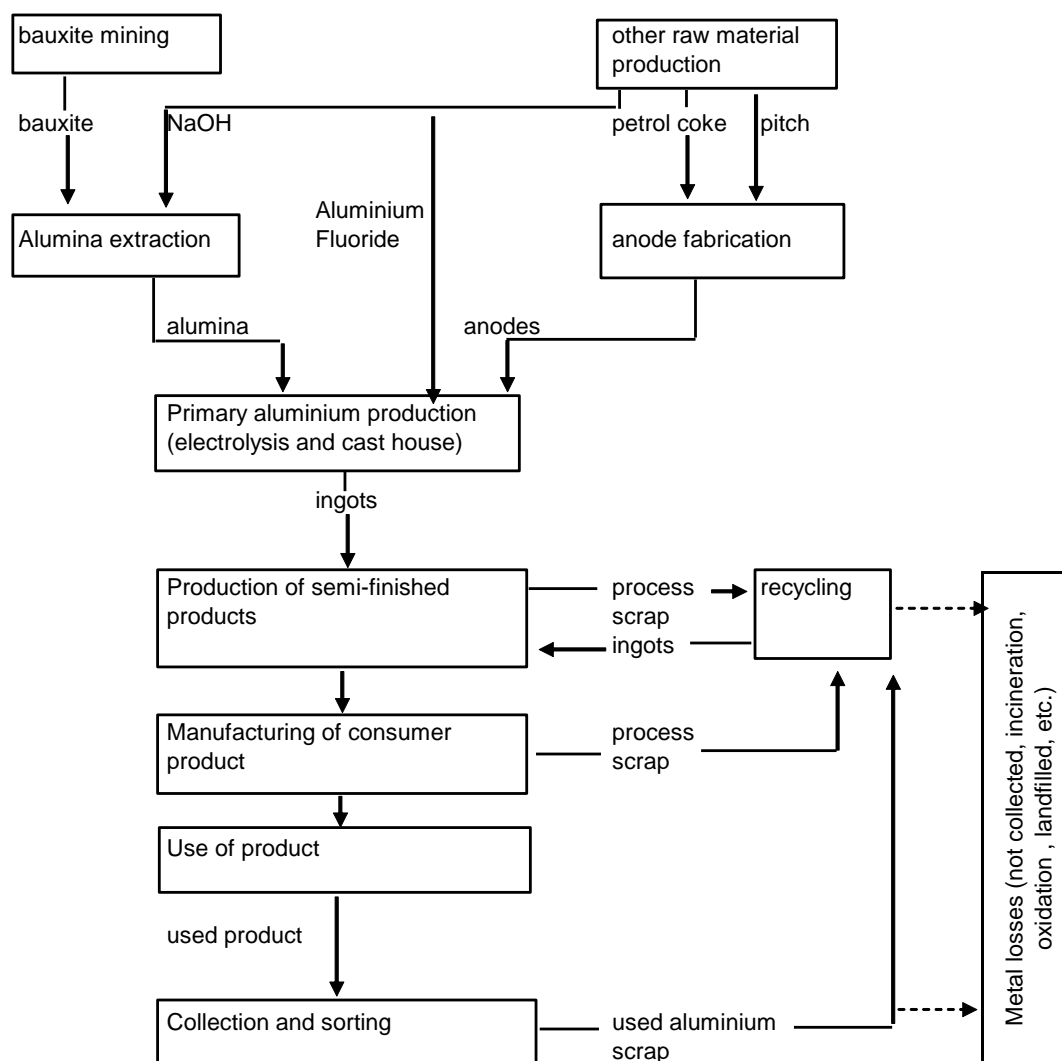 bauxite mining
other raw material
production
bauxite
NaOH
petrol coke
pitch
Alumina extraction
Aluminium
Fluoride
anode fabrication
alumina
anodes
Primary aluminium production
(electrolysis and cast house)
ingots
Production of semi-finished
products
process
scrap
ingots
recycling
Manufacturing of consumer
product
process
scrap
Use of product
used product
Collection and sorting
used aluminium
scrap
Metal losses (not collected, incineration,
oxidation , landfilled, etc.)